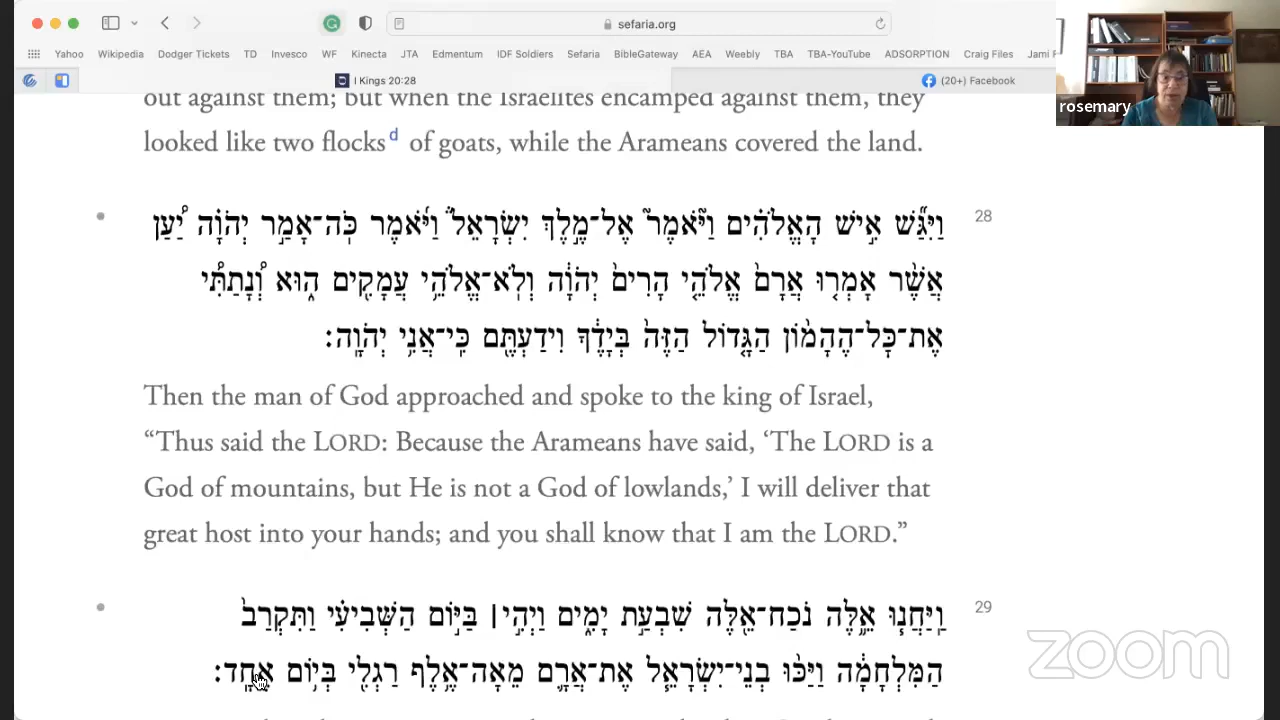 sefaria.org
Yahoo Wikipedia Dodger Tickets TD Invesco WF Kinecta JTA Edmentum IDF Soldiers Sefaria BibleGateway AEA Weebly TBA TBA-YouTube ADSORPTION Craig Files Jami
I Kings 20:28
(20+) Facebook
rosemary
out against them; but when the Israelites encamped against them, they
looked like two flocks d of goats, while the Arameans covered the land.
28
וַיִּגַּ֞שׁ אִ֣ישׁ הָאֱלֹהִ֗ים וַיֹּ֘אמֶר֮ אֶל־מֶ֣לֶךְ יִשְׂרָאֵל֒ וַיֹּ֜אמֶר כֹּֽה־אָמַ֣ר יְהֹוָ֗ה יַ֠עַן
אֲשֶׁ֨ר אָמְר֤וּ אֲרָם֙ אֱלֹהֵ֤י הָרִים֙ יְהֹוָ֔ה וְלֹֽא־אֱלֹהֵ֥י עֲמָקִ֖ים ה֑וּא וְ֠נָתַתִּ֠י
אֶת־כׇּל־הֶהָמ֨וֹן הַגָּד֤וֹל הַזֶּה֙ בְּיָדֶ֔ךָ וִידַעְתֶּ֖ם כִּֽי־אֲנִ֥י יְהֹוָֽה׃
Then the man of God approached and spoke to the king of Israel,
“Thus said the LORD: Because the Arameans have said, ‘The LORD is a
God of mountains, but He is not a God of lowlands,’ I will deliver that
great host into your hands; and you shall know that I am the LORD.”
29
וַֽיַּחֲנ֧וּ אֵ֦לֶּה נֹכַח־אֵ֖לֶּה שִׁבְעַ֣ת יָמִ֑ים וַיְהִ֣י ׀ בַּיּ֣וֹם הַשְּׁבִיעִ֗י וַתִּקְרַב֙
הַמִּלְחָמָ֔ה וַיַּכּ֨וּ בְנֵי־יִשְׂרָאֵ֧ל אֶת־אֲרָ֛ם מֵאָה־אֶ֥לֶף רַגְלִ֖י בְּי֥וֹם אֶחָֽד׃
zoom